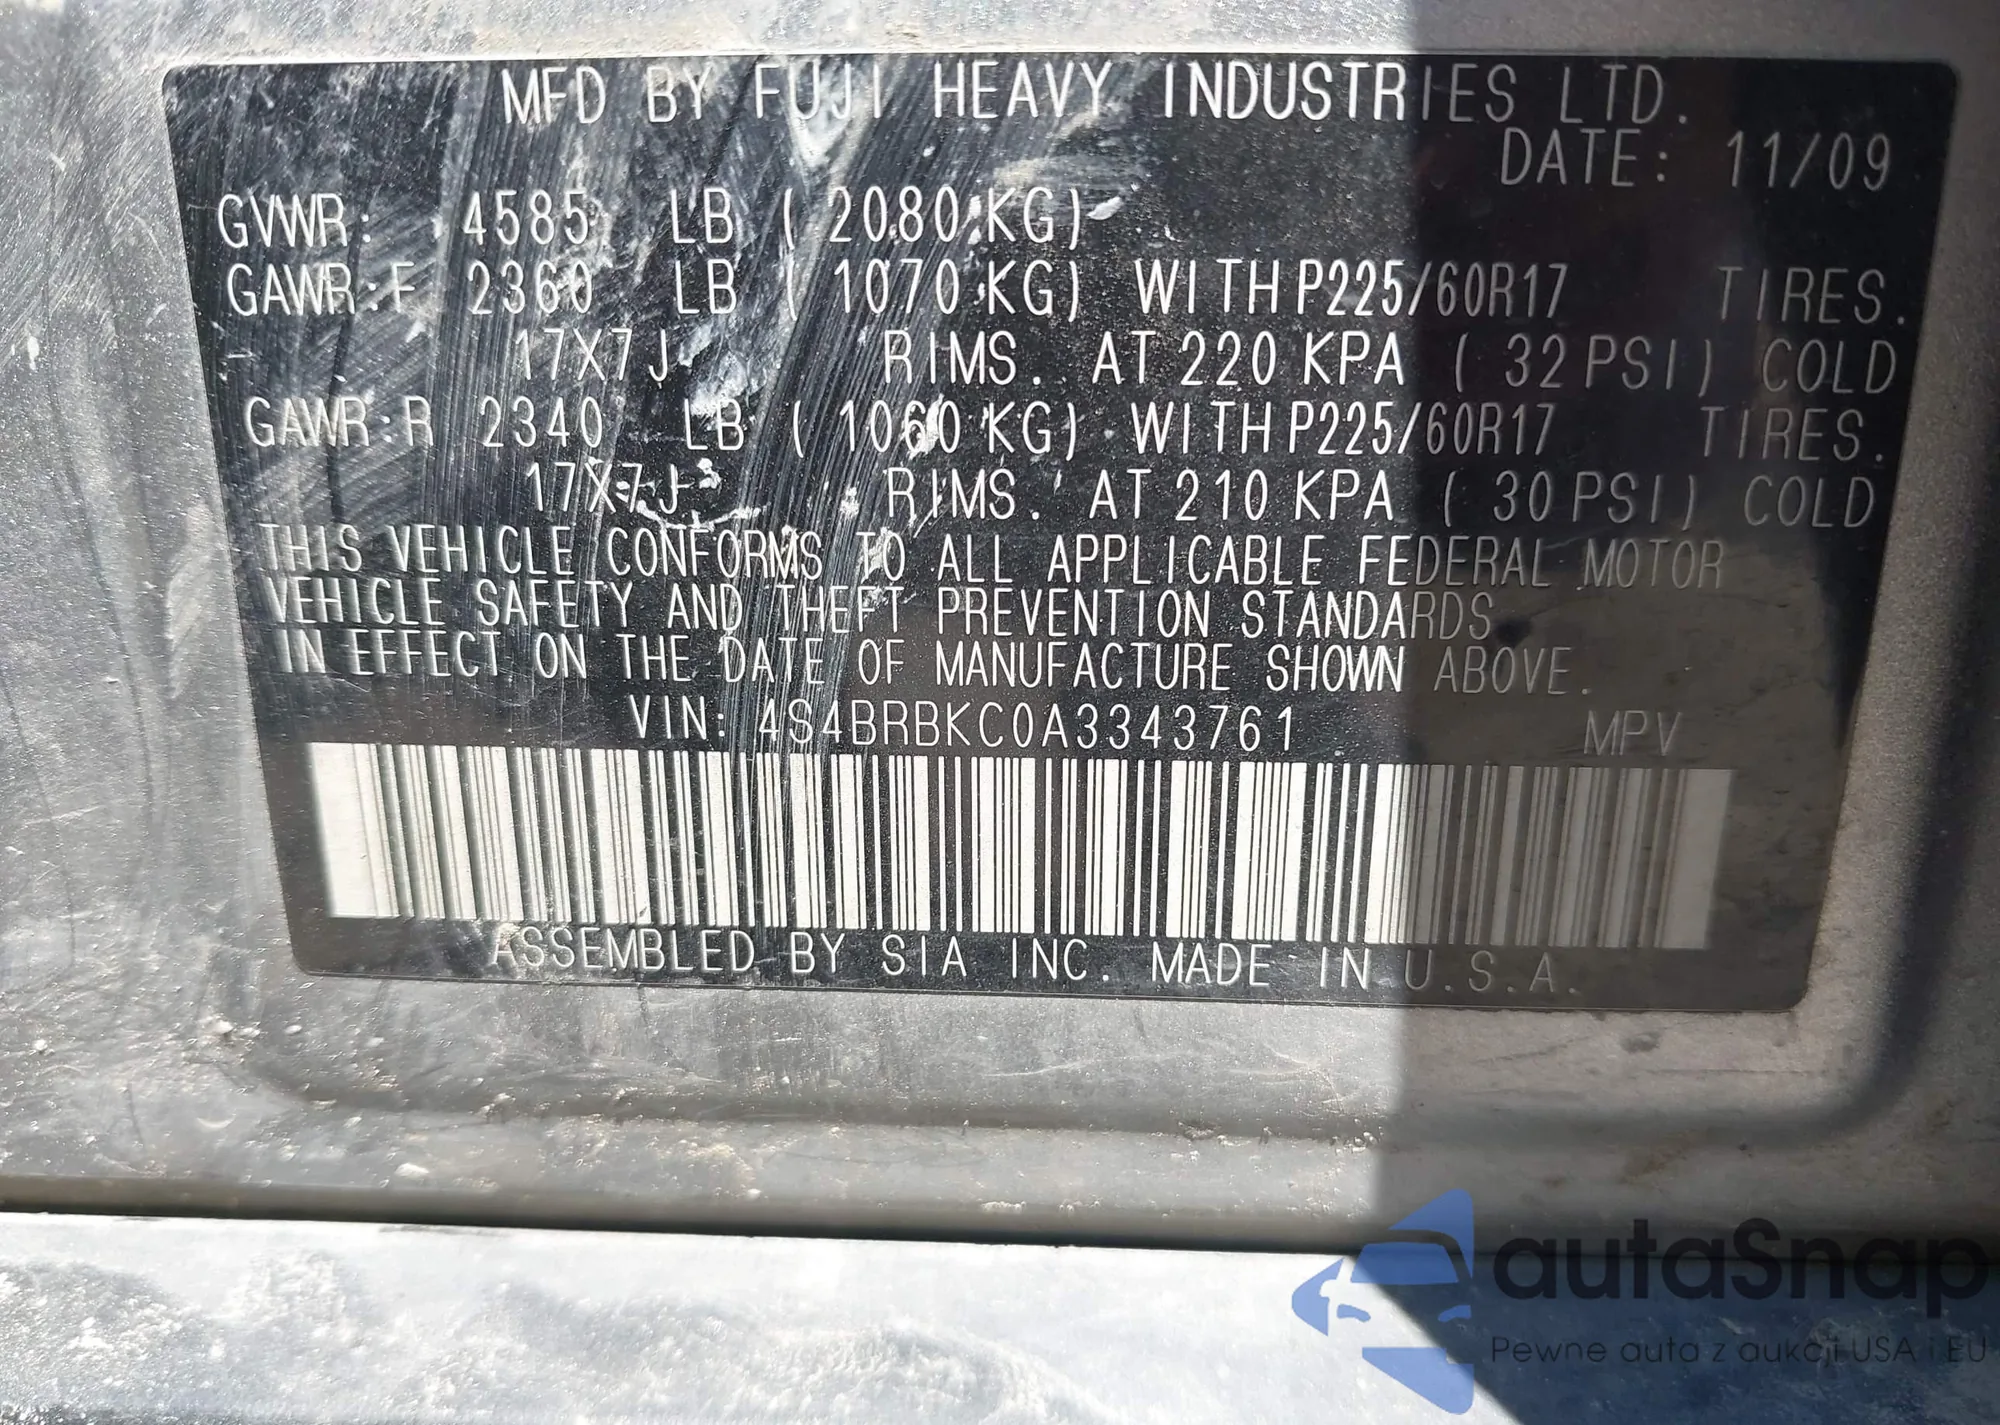 MFD BY FUJI HEAVY INDUSTRIES LTD.
DATE: 11/09
GVWR: 4585 LB ( 2080 KG)
GAWR:F 2360 LB ( 1070 KG) WITH P225/60R17 TIRES.
17X7J RIMS. AT 220 KPA ( 32 PSI) COLD
GAWR:R 2340 LB ( 1060 KG) WITH P225/60R17 TIRES.
17X7J RIMS. AT 210 KPA ( 30 PSI) COLD
THIS VEHICLE CONFORMS TO ALL APPLICABLE FEDERAL MOTOR
VEHICLE SAFETY AND THEFT PREVENTION STANDARDS
IN EFFECT ON THE DATE OF MANUFACTURE SHOWN ABOVE.
VIN: 4S4BRBKC0A3343761 MPV
ASSEMBLED BY SIA INC. MADE IN U.S.A.
autaSnap
Pewne auta z aukcji USA i EU